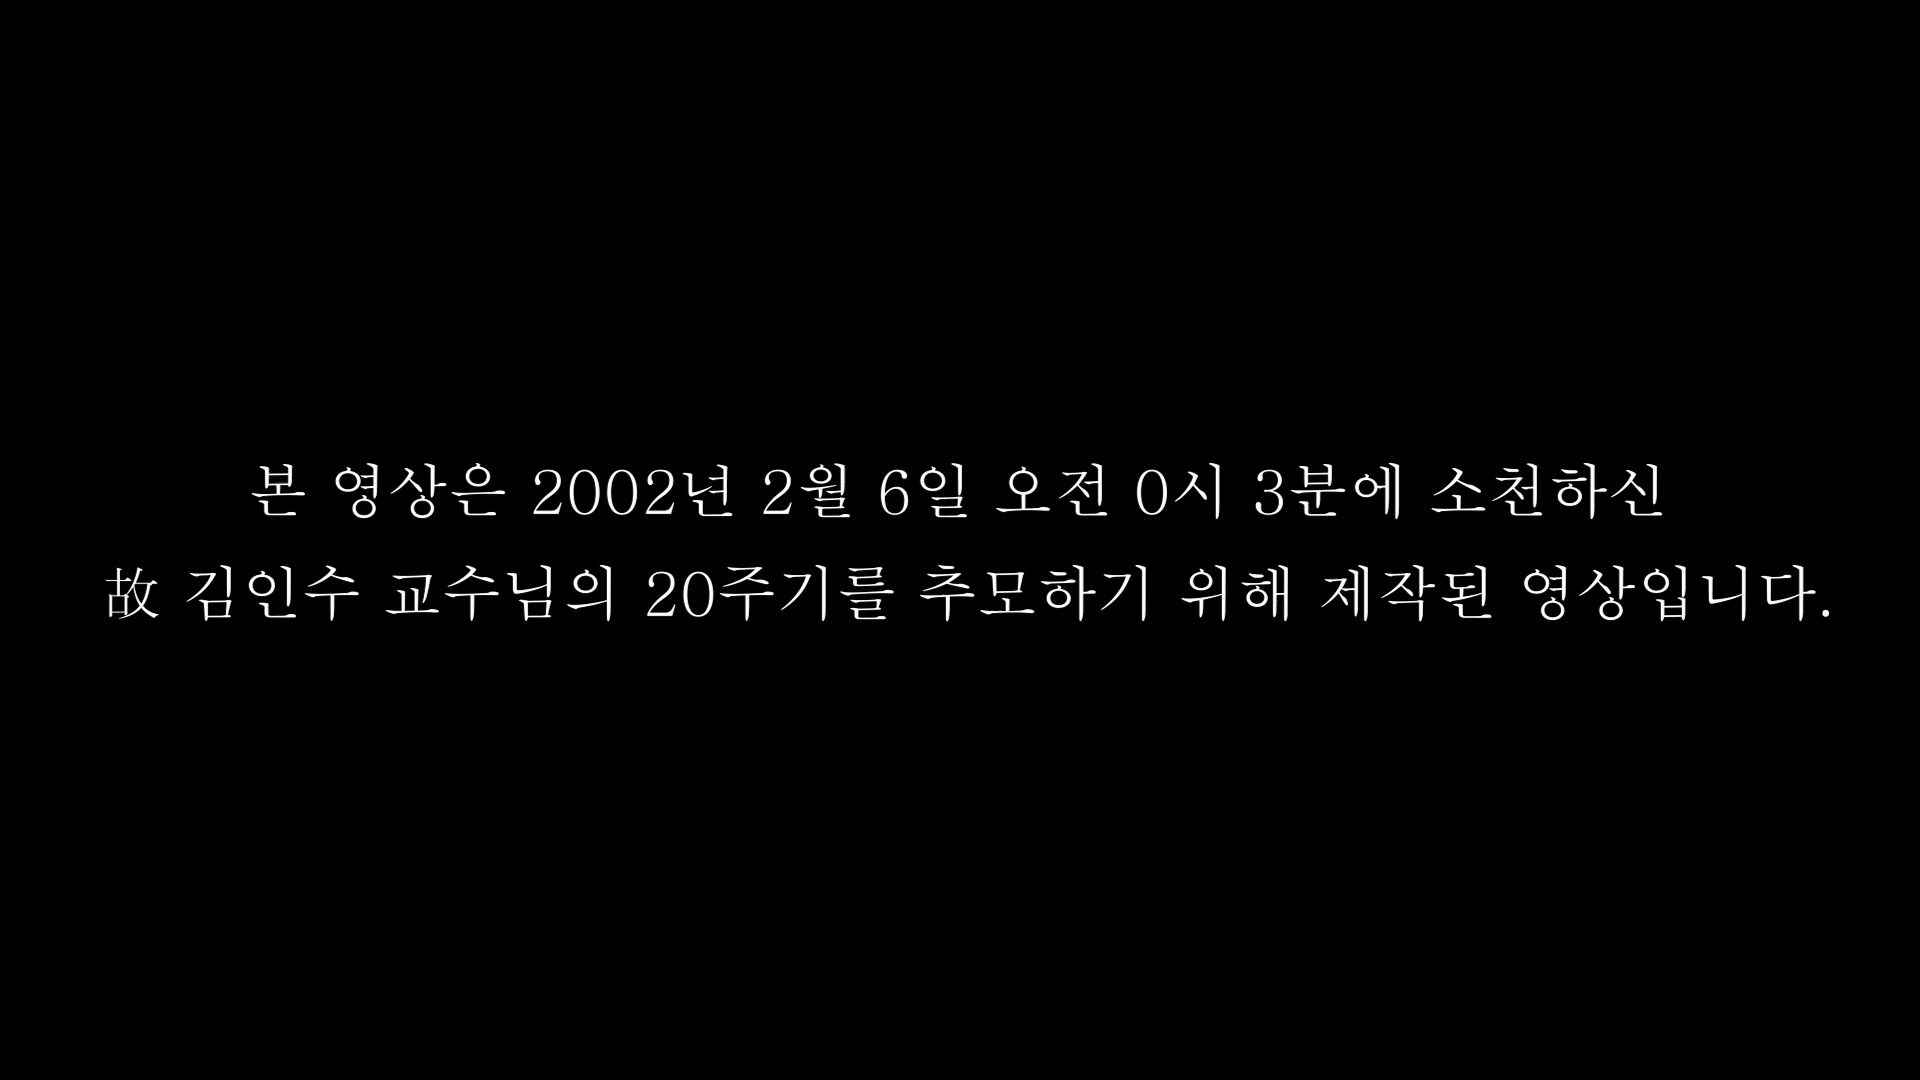 본 영상은 2002년 2월 6일 오전 0시 3분에 소천하신
故 김인수 교수님의 20주기를 추모하기 위해 제작된 영상입니다.